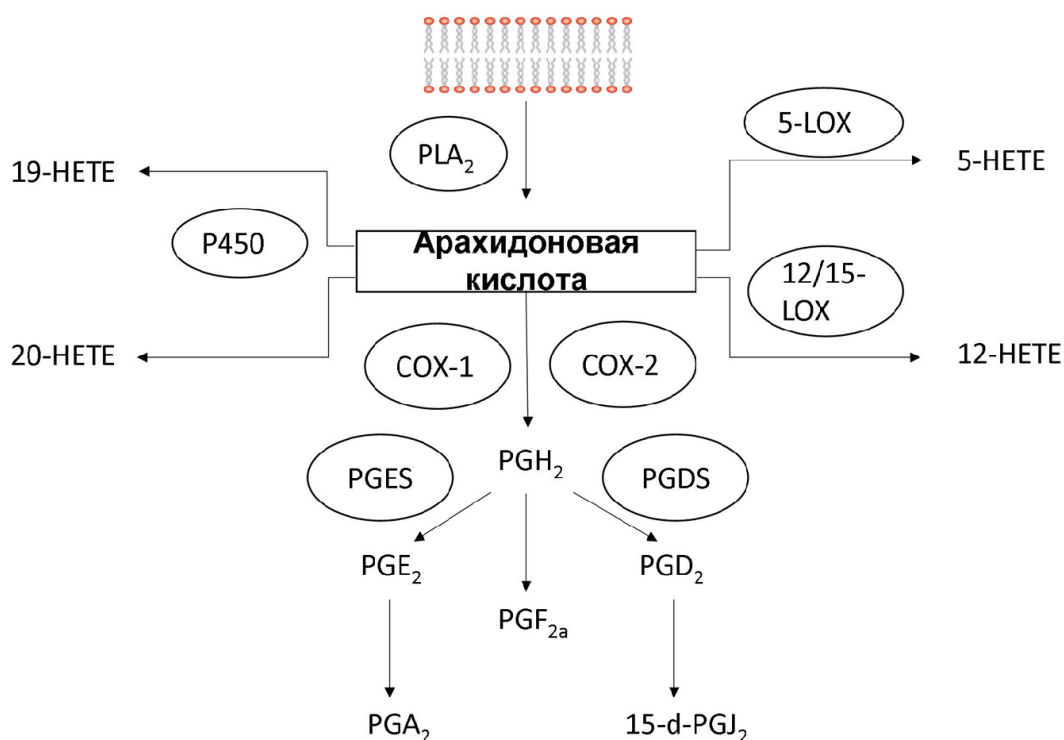 5-LOX
PLA₂
19-HETE
5-HETE
P450
Арахидоновая
кислота
12/15-
LOX
20-HETE
COX-1
COX-2
12-HETE
PGH₂
PGES
PGDS
PGE₂
PGD₂
PGF₂a
PGA₂
15-d-PGJ₂